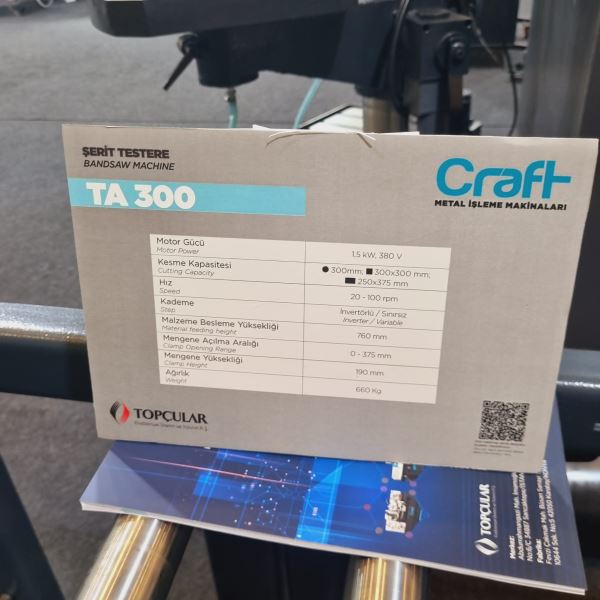 ŞERİT TESTERE
BANDSAW MACHINE
TA 300
Craft
METAL İŞLEME MAKİNALARI
Motor Gücü
Motor Power
1,5 kW, 380 V
Kesme Kapasitesi
Cutting Capacity
300mm; 300x300 mm;
250x375 mm
Hız
Speed
20 - 100 rpm
Kademe
Step
İnvertörlü / Sınırsız
Inverter / Variable
Malzeme Besleme Yüksekliği
Material feeding height
760 mm
Mengene Açılma Aralığı
Clamp Opening Range
0 - 375 mm
Mengene Yüksekliği
Clamp Height
190 mm
Ağırlık
Weight
660 Kg
TOPÇULAR
TOPÇULAR
Merkez:
Fabrika: